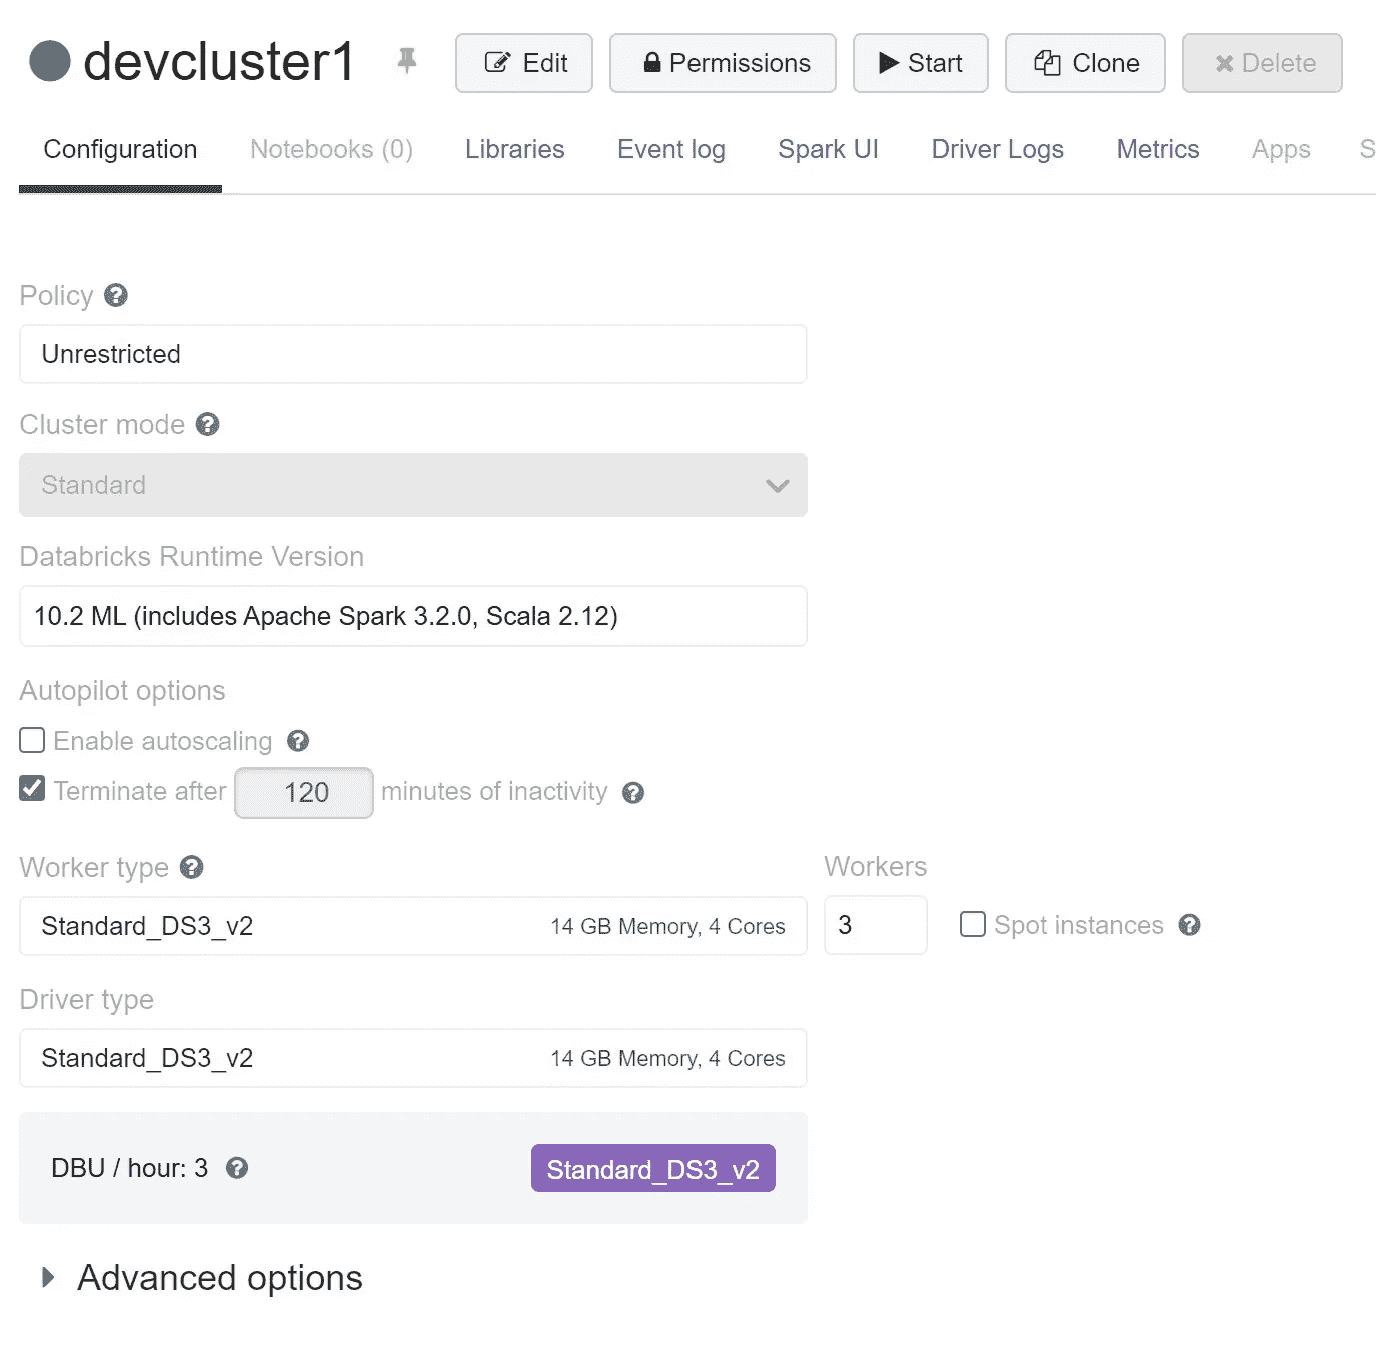 devcluster1 Edit Permissions Start Clone Delete
Configuration Notebooks (0) Libraries Event log Spark UI Driver Logs Metrics Apps S
Policy
Unrestricted
Cluster mode
Standard
Databricks Runtime Version
10.2 ML (includes Apache Spark 3.2.0, Scala 2.12)
Autopilot options
Enable autoscaling
Terminate after 120 minutes of inactivity
Worker type Workers
Standard_DS3_v2 14 GB Memory, 4 Cores 3 Spot instances
Driver type
Standard_DS3_v2 14 GB Memory, 4 Cores
DBU / hour: 3 Standard_DS3_v2
Advanced options